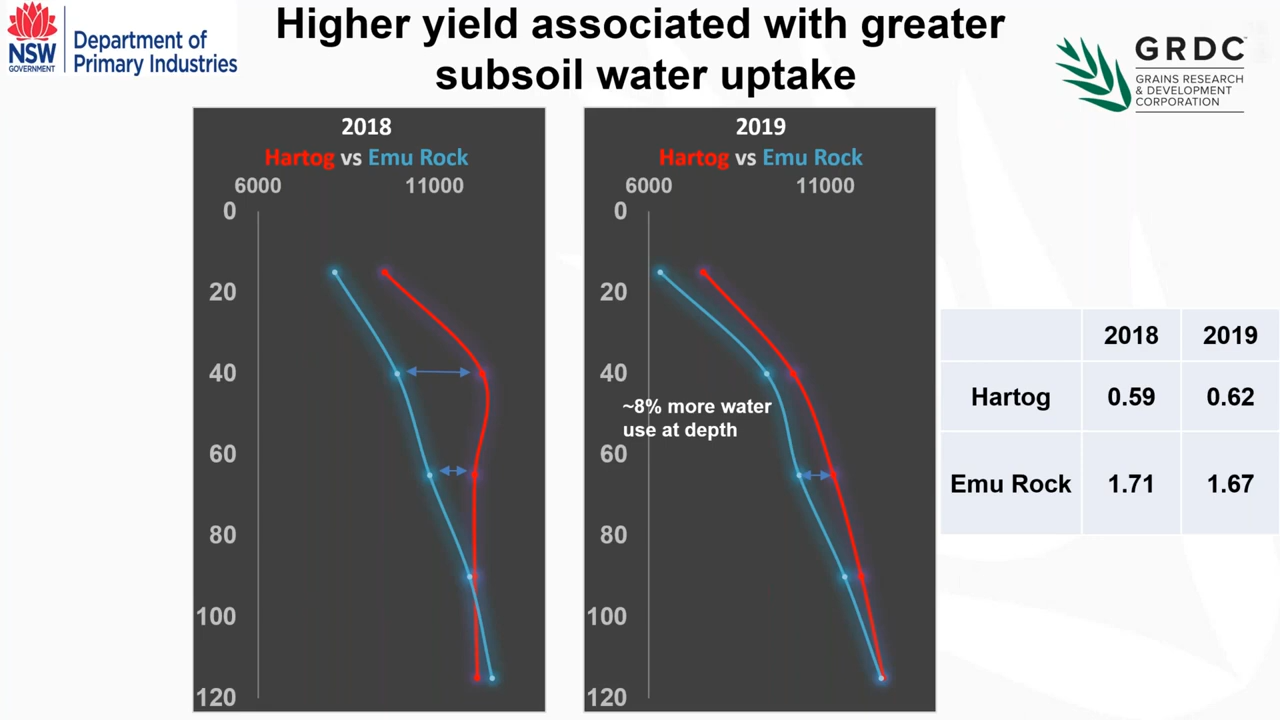 Higher yield associated with greater
subsoil water uptake
NSW
GOVERNMENT
Department of
Primary Industries
GRDC™
GRAINS RESEARCH
& DEVELOPMENT
CORPORATION
2018
Hartog vs Emu Rock
6000 11000
0
20
40
60
80
100
120
2019
Hartog vs Emu Rock
6000 11000
0
20
40
~8% more water
use at depth
60
80
100
120
2018 2019
Hartog 0.59 0.62
Emu Rock 1.71 1.67